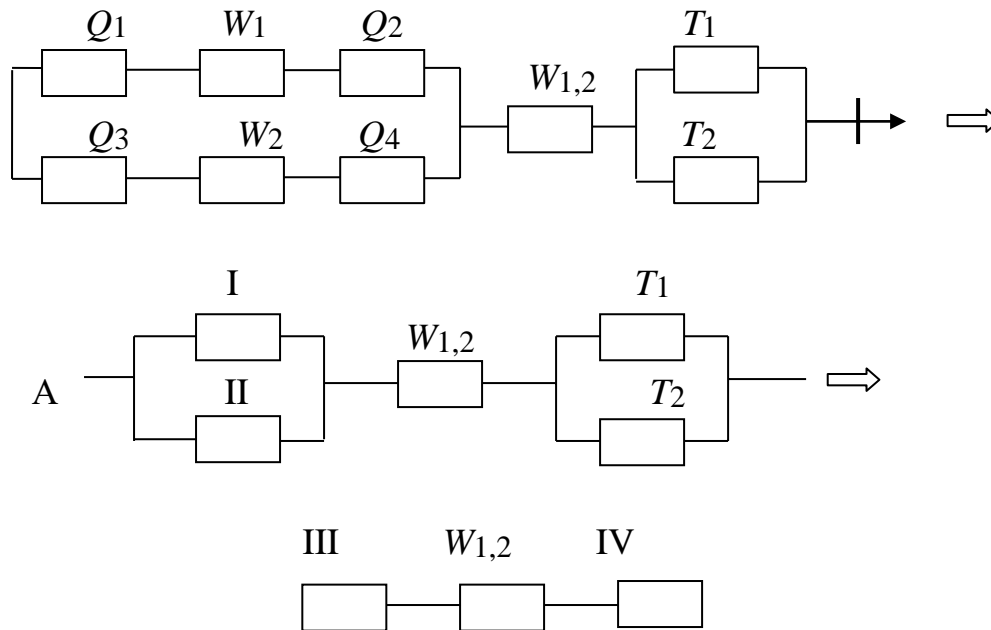 Q1 W1 Q2 T1
W1,2
Q3 W2 Q4 T2
I T1
W1,2
A II T2
III W1,2 IV